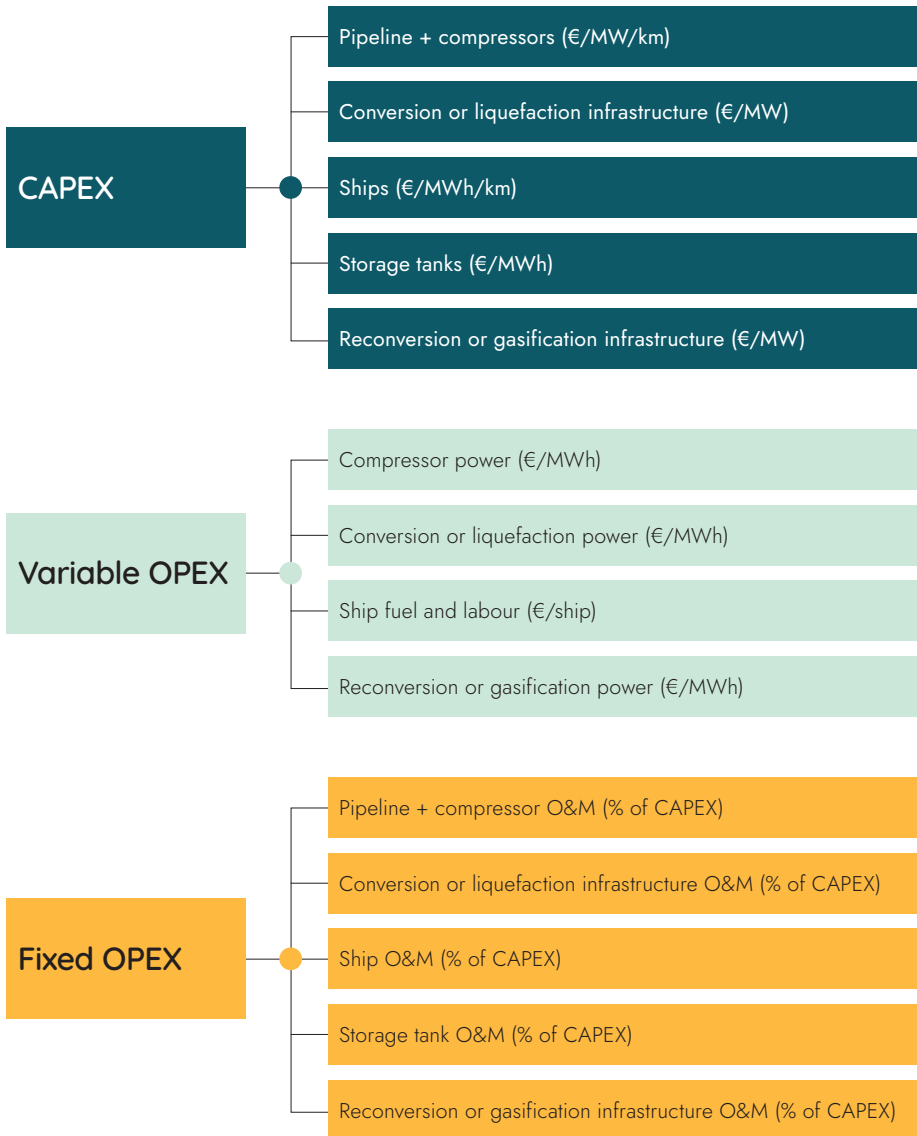 CAPEX
Pipeline + compressors (€/MW/km)
Conversion or liquefaction infrastructure (€/MW)
Ships (€/MWh/km)
Storage tanks (€/MWh)
Reconversion or gasification infrastructure (€/MW)
Variable OPEX
Compressor power (€/MWh)
Conversion or liquefaction power (€/MWh)
Ship fuel and labour (€/ship)
Reconversion or gasification power (€/MWh)
Fixed OPEX
Pipeline + compressor O&M (% of CAPEX)
Conversion or liquefaction infrastructure O&M (% of CAPEX)
Ship O&M (% of CAPEX)
Storage tank O&M (% of CAPEX)
Reconversion or gasification infrastructure O&M (% of CAPEX)